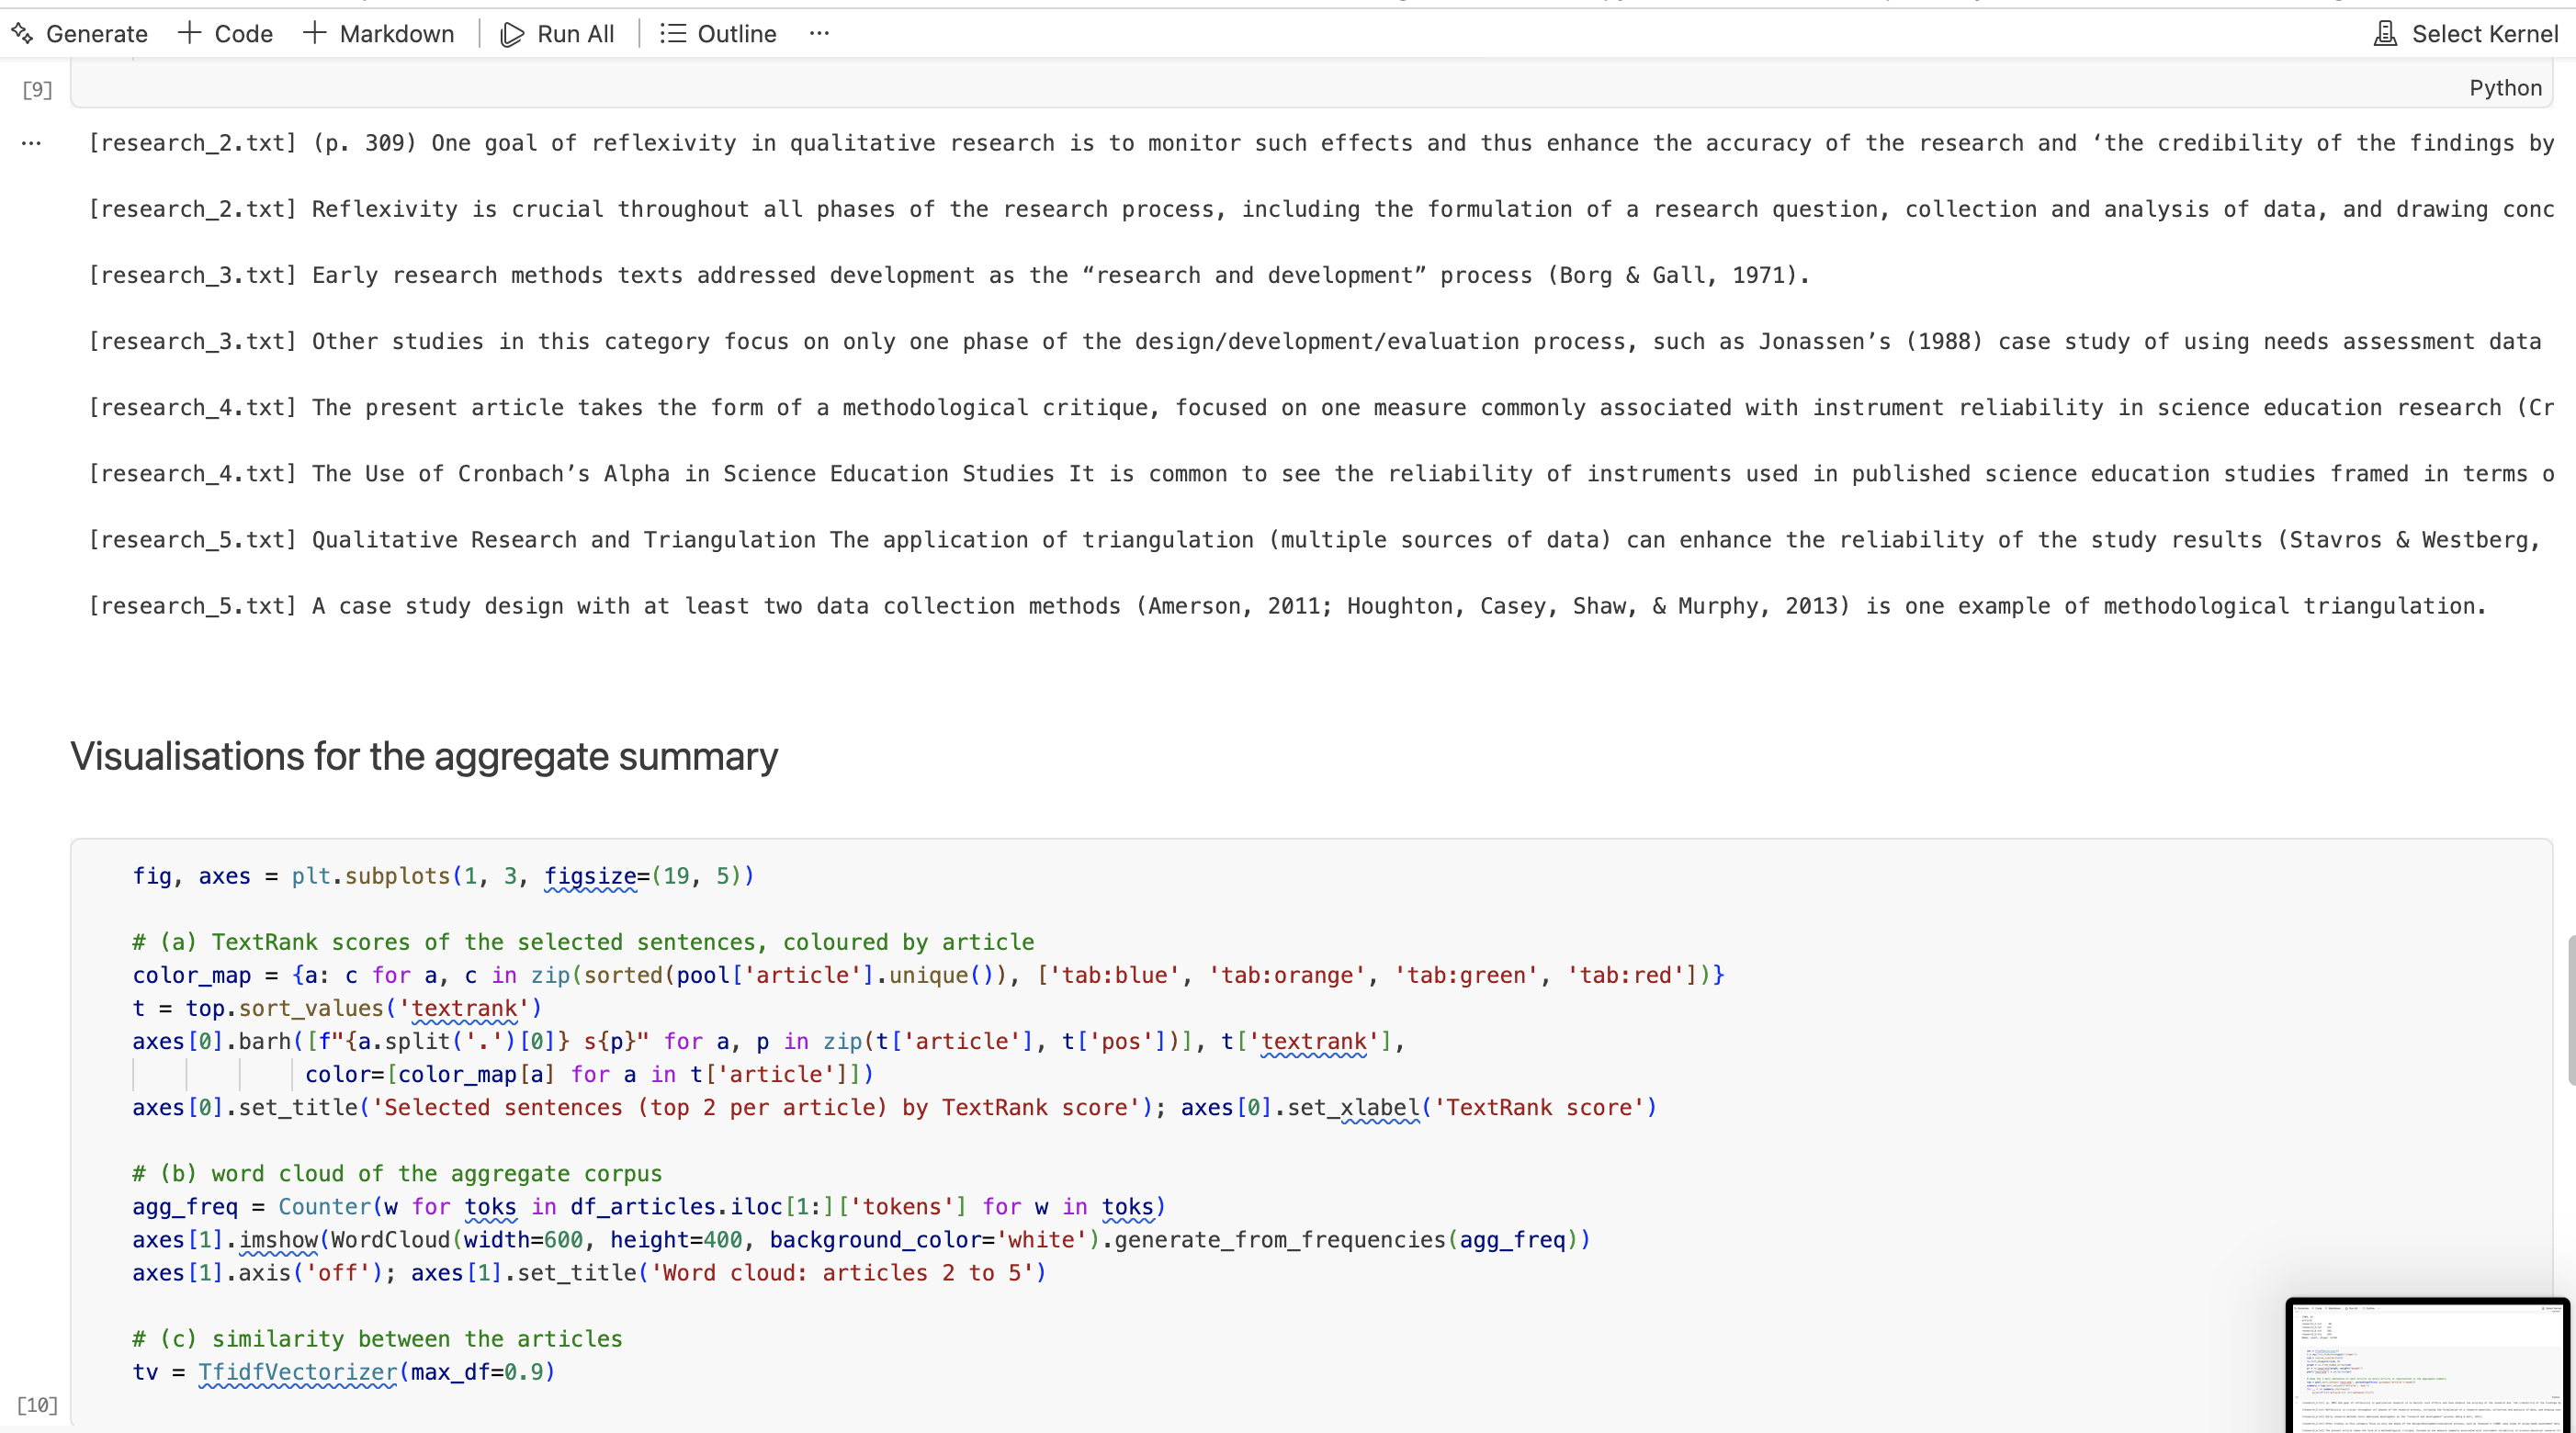 Generate + Code + Markdown Run All Outline ··· Select Kernel
[9]
Python
··· [research_2.txt] (p. 309) One goal of reflexivity in qualitative research is to monitor such effects and thus enhance the accuracy of the research and ‘the credibility of the findings by
[research_2.txt] Reflexivity is crucial throughout all phases of the research process, including the formulation of a research question, collection and analysis of data, and drawing conc
[research_3.txt] Early research methods texts addressed development as the “research and development” process (Borg & Gall, 1971).
[research_3.txt] Other studies in this category focus on only one phase of the design/development/evaluation process, such as Jonassen’s (1988) case study of using needs assessment data
[research_4.txt] The present article takes the form of a methodological critique, focused on one measure commonly associated with instrument reliability in science education research (Cr
[research_4.txt] The Use of Cronbach’s Alpha in Science Education Studies It is common to see the reliability of instruments used in published science education studies framed in terms o
[research_5.txt] Qualitative Research and Triangulation The application of triangulation (multiple sources of data) can enhance the reliability of the study results (Stavros & Westberg,
[research_5.txt] A case study design with at least two data collection methods (Amerson, 2011; Houghton, Casey, Shaw, & Murphy, 2013) is one example of methodological triangulation.
Visualisations for the aggregate summary
fig, axes = plt.subplots(1, 3, figsize=(19, 5))
# (a) TextRank scores of the selected sentences, coloured by article
color_map = {a: c for a, c in zip(sorted(pool['article'].unique()), ['tab:blue', 'tab:orange', 'tab:green', 'tab:red'])}
t = top.sort_values('textrank')
axes[0].barh([f"{a.split('.')[0]} s{p}" for a, p in zip(t['article'], t['pos'])], t['textrank'],
color=[color_map[a] for a in t['article']])
axes[0].set_title('Selected sentences (top 2 per article) by TextRank score'); axes[0].set_xlabel('TextRank score')
# (b) word cloud of the aggregate corpus
agg_freq = Counter(w for toks in df_articles.iloc[1:]['tokens'] for w in toks)
axes[1].imshow(WordCloud(width=600, height=400, background_color='white').generate_from_frequencies(agg_freq))
axes[1].axis('off'); axes[1].set_title('Word cloud: articles 2 to 5')
# (c) similarity between the articles
tv = TfidfVectorizer(max_df=0.9)
[10]